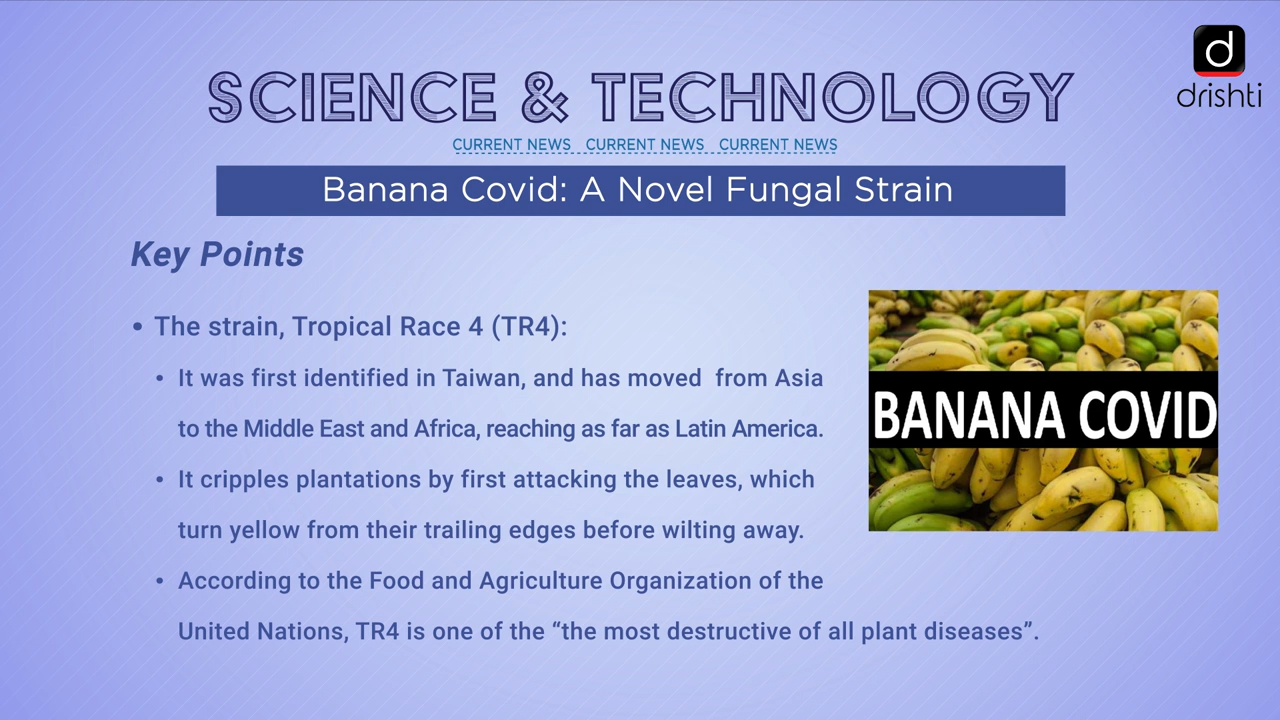 d
drishti
SCIENCE & TECHNOLOGY
CURRENT NEWS CURRENT NEWS CURRENT NEWS
Banana Covid: A Novel Fungal Strain
Key Points
• The strain, Tropical Race 4 (TR4):
• It was first identified in Taiwan, and has moved from Asia
to the Middle East and Africa, reaching as far as Latin America.
• It cripples plantations by first attacking the leaves, which
turn yellow from their trailing edges before wilting away.
• According to the Food and Agriculture Organization of the
United Nations, TR4 is one of the “the most destructive of all plant diseases”.
BANANA COVID